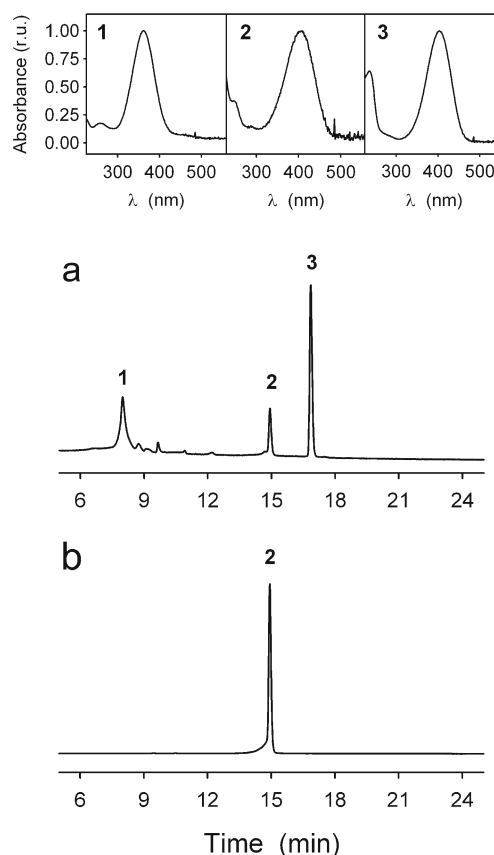 Absorbance (r.u.)
1.00
0.75
0.50
0.25
0.00
1
2
3
300 400 500 300 400 500 300 400 500
λ (nm) λ (nm) λ (nm)
a
1
2
3
6 9 12 15 18 21 24
b
2
6 9 12 15 18 21 24
Time (min)